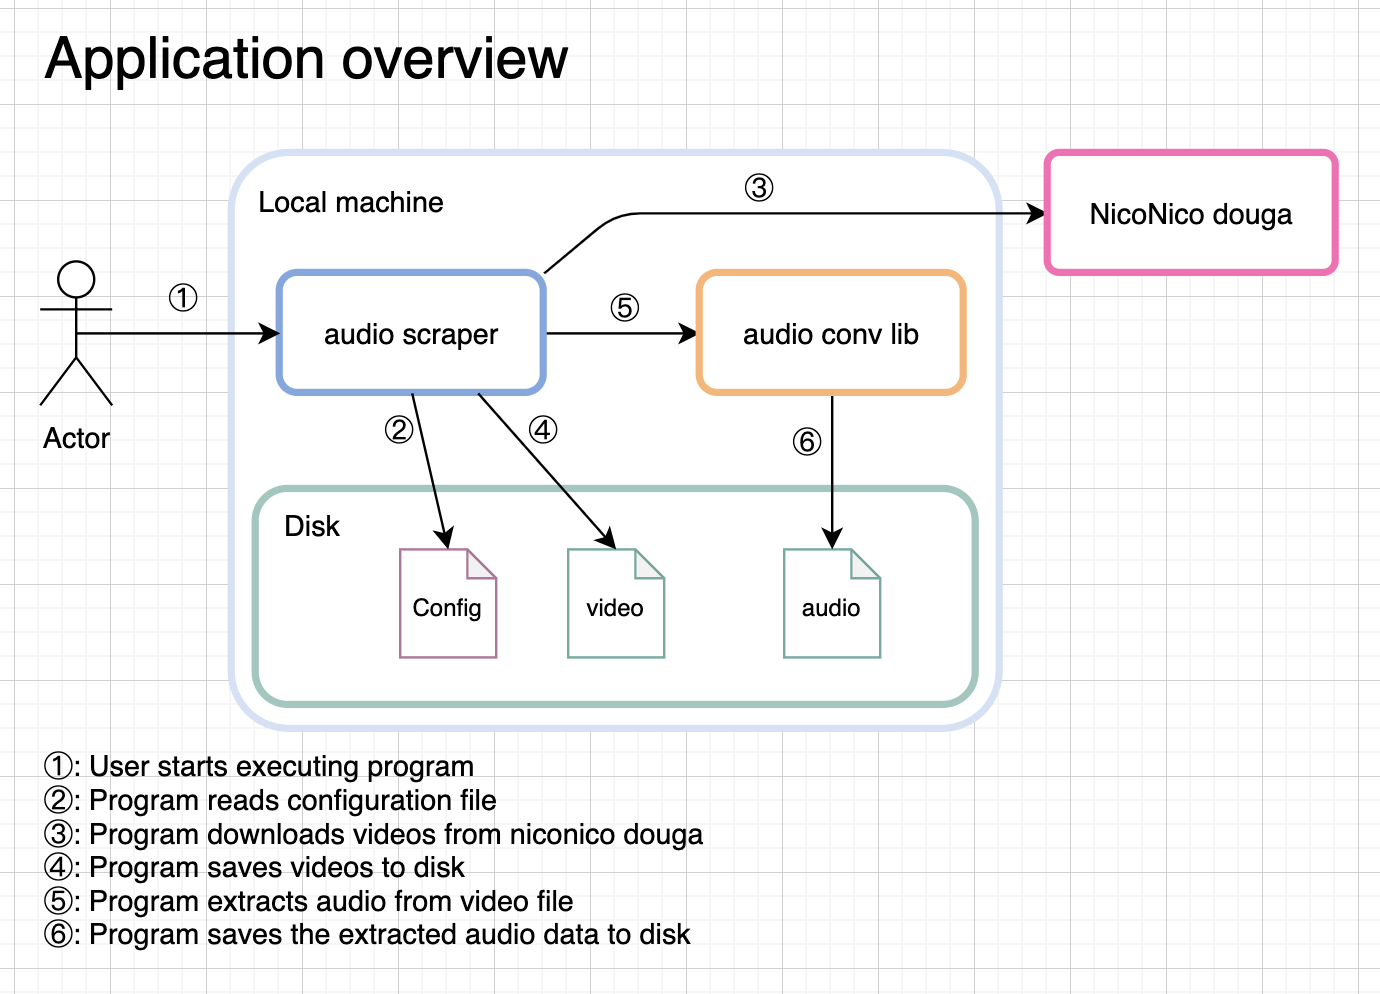 Application overview
Local machine
③
NicoNico douga
①
audio scraper
⑤
audio conv lib
Actor
②
④
⑥
Disk
Config
video
audio
①: User starts executing program
②: Program reads configuration file
③: Program downloads videos from niconico douga
④: Program saves videos to disk
⑤: Program extracts audio from video file
⑥: Program saves the extracted audio data to disk